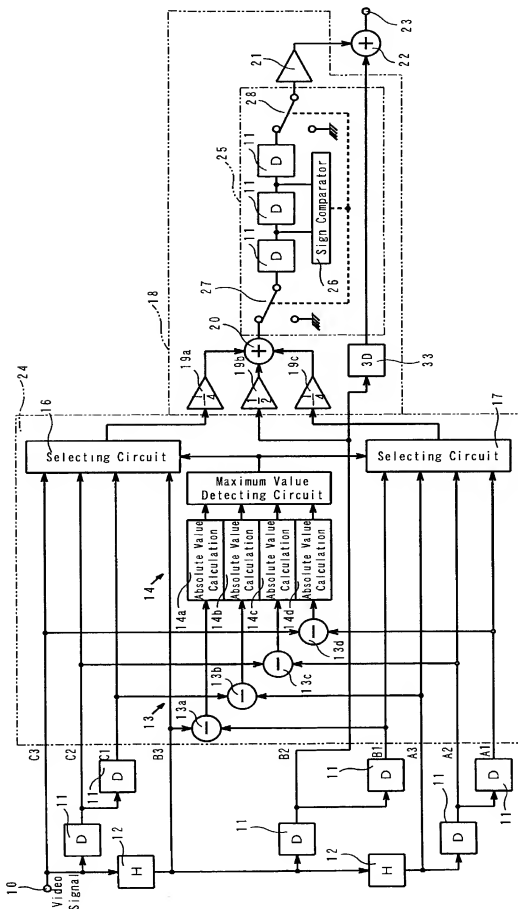 10
Video
Signal
11
D
12
H
11
D
C3
C2
C1
B3
11
D
11
D
B2
B1
12
H
A3
A2
A1
11
D
11
D
24
16
Selecting Circuit
17
Selecting Circuit
13
13a
13b
13c
13d
−
−
−
−
14
14a
Absolute Value
Calculation
14b
Absolute Value
Calculation
14c
Absolute Value
Calculation
14d
Absolute Value
Calculation
Maximum Value
Detecting Circuit
18
19a
1/4
19b
1/2
19c
1/4
20
+
27
25
11
D
11
D
11
D
26
Sign Comparator
28
21
33
3D
22
+
23